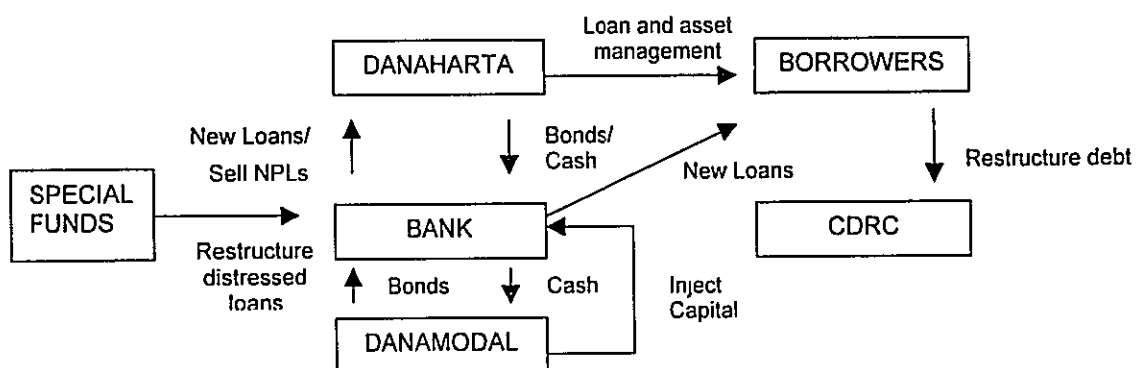 Loan and asset
management
DANAHARTA
BORROWERS
New Loans/
Sell NPLs
Bonds/
Cash
New Loans
Restructure debt
SPECIAL
FUNDS
BANK
CDRC
Restructure
distressed
loans
Bonds
Cash
Inject
Capital
DANAMODAL